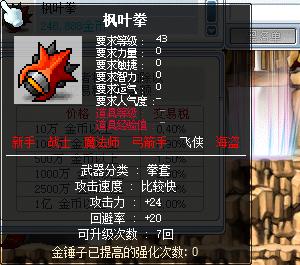 枫叶拳
要求等级: 43
要求力量: 0
要求敏捷: -
要求智力: 0
要求运气: 0
要求人气度: -
道具等级:
道具经验值: -
新手 战士 魔法师 弓箭手 飞侠 海盗
武器分类: 拳套
攻击速度: 比较快
攻击力: +24
回避率: +20
可升级次数: 7回
金锤子已提高的强化次数: 0